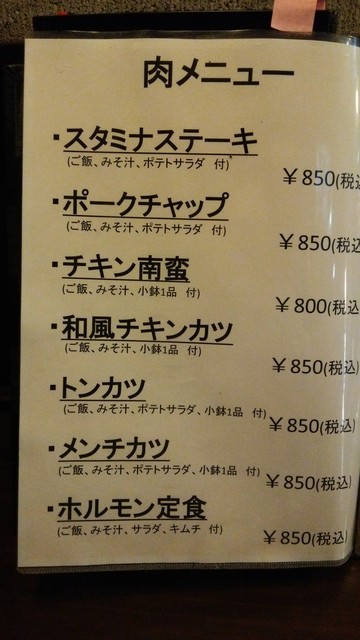 肉メニュー
・スタミナステーキ
(ご飯、みそ汁、ポテトサラダ 付)
￥850(税込
・ポークチャップ
(ご飯、みそ汁、ポテトサラダ 付)
￥850(税込
・チキン南蛮
(ご飯、みそ汁、小鉢1品 付)
￥800(税込
・和風チキンカツ
(ご飯、みそ汁、小鉢1品 付)
￥850(税込)
・トンカツ
(ご飯、みそ汁、ポテトサラダ、小鉢1品 付)
￥850(税込)
・メンチカツ
(ご飯、みそ汁、ポテトサラダ、小鉢1品 付)
￥850(税込)
・ホルモン定食
(ご飯、みそ汁、サラダ、キムチ 付)
￥850(税込)